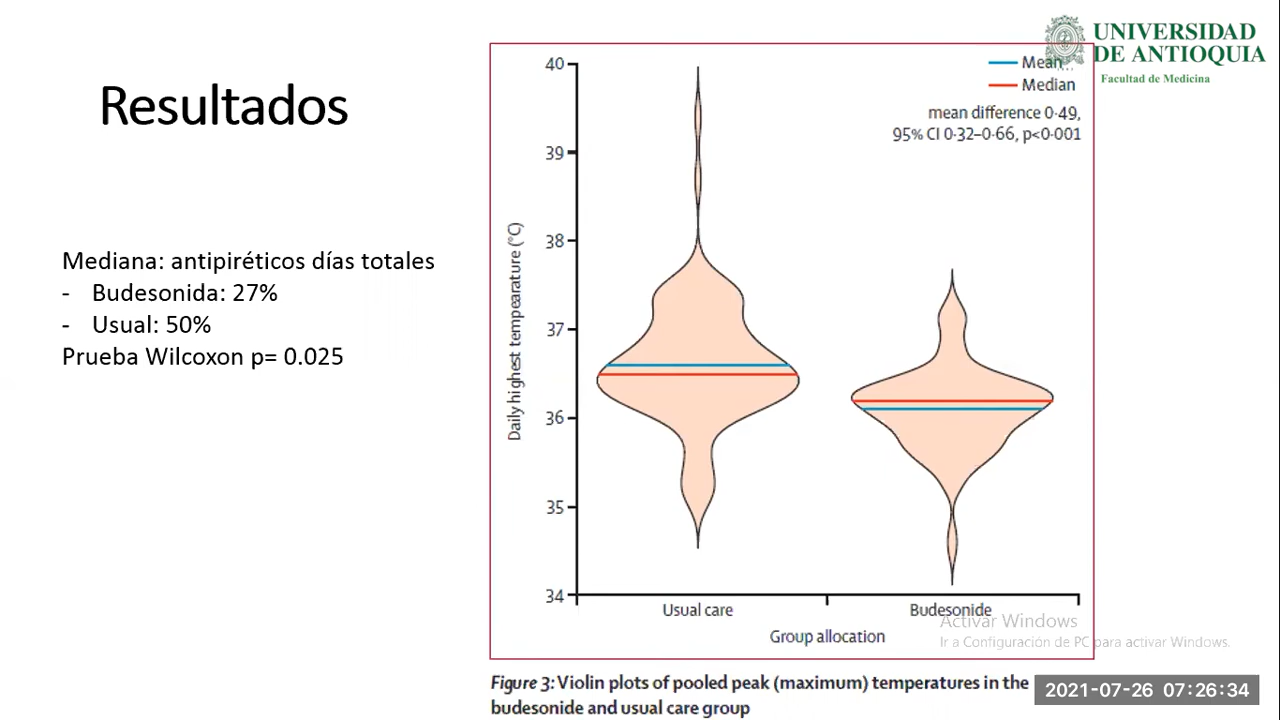 UNIVERSIDAD
DE ANTIOQUIA
Facultad de Medicina
Resultados
Mediana: antipiréticos días totales
- Budesonida: 27%
- Usual: 50%
Prueba Wilcoxon p= 0.025
Mean
Median
mean difference 0·49,
95% CI 0·32–0·66, p<0·001
40
39
38
37
36
35
34
Daily highest tempearature (°C)
Usual care
Budesonide
Group allocation
Activar Windows
Ir a Configuración de PC para activar Windows.
Figure 3: Violin plots of pooled peak (maximum) temperatures in the
budesonide and usual care group
2021-07-26 07:26:34